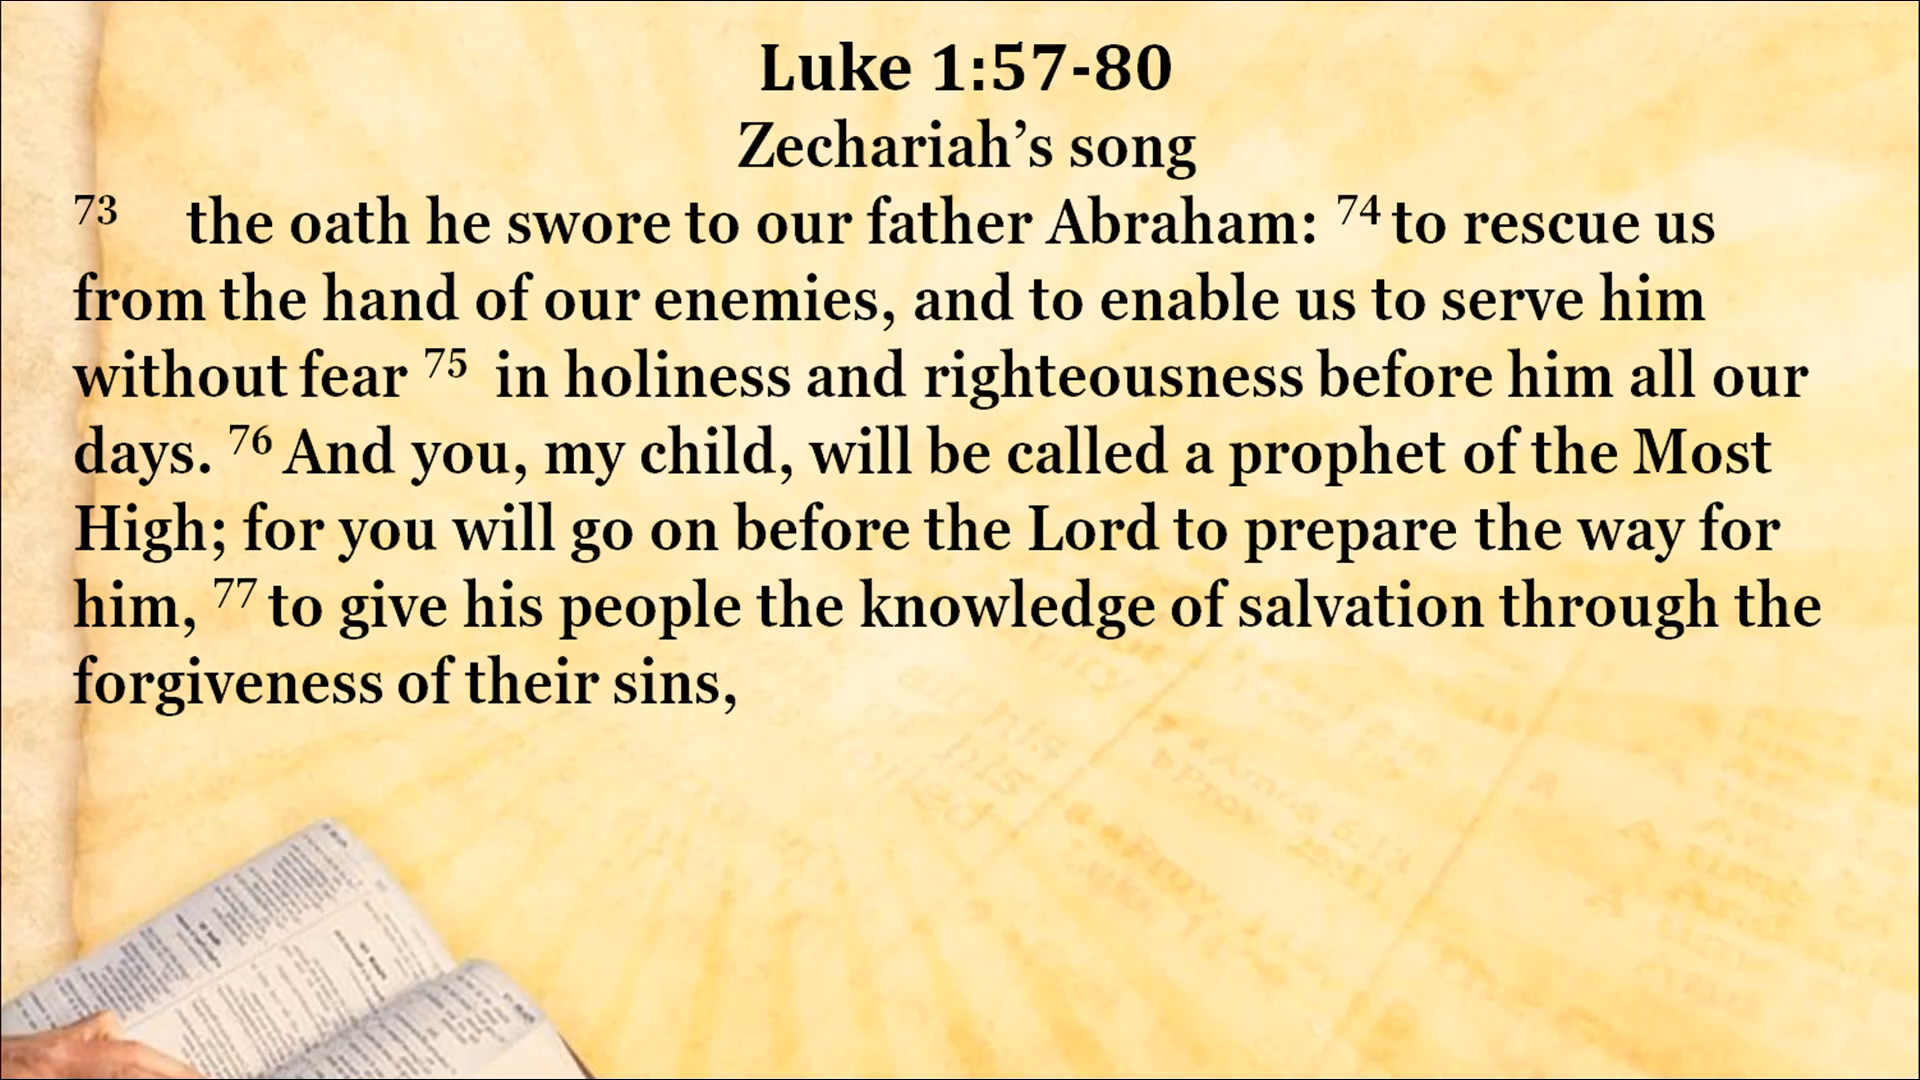 Luke 1:57-80
Zechariah’s song
73 the oath he swore to our father Abraham: 74 to rescue us
from the hand of our enemies, and to enable us to serve him
without fear 75 in holiness and righteousness before him all our
days. 76 And you, my child, will be called a prophet of the Most
High; for you will go on before the Lord to prepare the way for
him, 77 to give his people the knowledge of salvation through the
forgiveness of their sins,